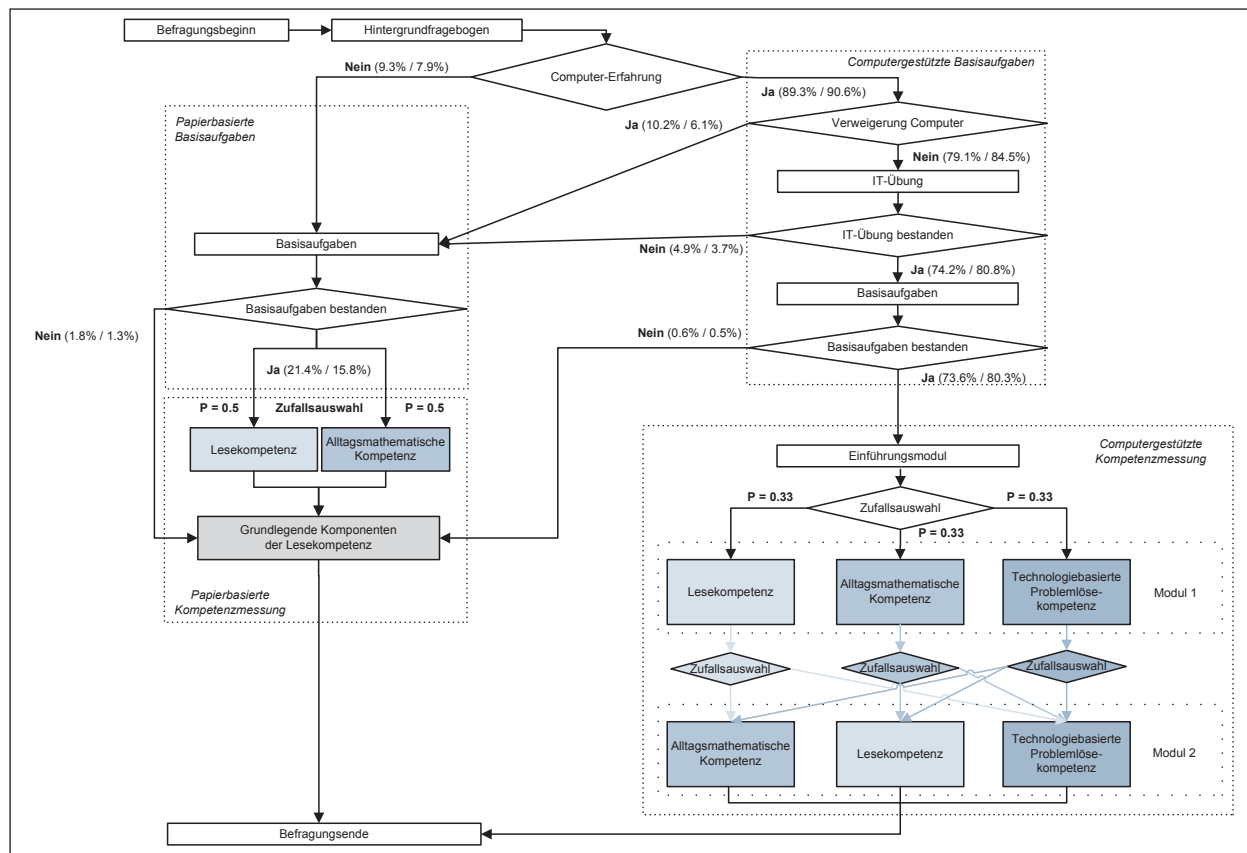 Befragungsbeginn
Hintergrundfragebogen
Computer-Erfahrung
Nein (9.3% / 7.9%)
Computergestützte Basisaufgaben
Ja (89.3% / 90.6%)
Papierbasierte
Basisaufgaben
Ja (10.2% / 6.1%)
Verweigerung Computer
Nein (79.1% / 84.5%)
IT-Übung
Basisaufgaben
IT-Übung bestanden
Nein (4.9% / 3.7%)
Ja (74.2% / 80.8%)
Basisaufgaben
Basisaufgaben bestanden
Nein (1.8% / 1.3%)
Nein (0.6% / 0.5%)
Basisaufgaben bestanden
Ja (21.4% / 15.8%)
Ja (73.6% / 80.3%)
P = 0.5
Zufallsauswahl
P = 0.5
Lesekompetenz
Alltagsmathematische
Kompetenz
Computergestützte
Kompetenzmessung
Einführungsmodul
P = 0.33
Zufallsauswahl
P = 0.33
P = 0.33
Grundlegende Komponenten
der Lesekompetenz
Papierbasierte
Kompetenzmessung
Lesekompetenz
Alltagsmathematische
Kompetenz
Technologiebasierte
Problemlöse-
kompetenz
Modul 1
Zufallsauswahl
Zufallsauswahl
Zufallsauswahl
Alltagsmathematische
Kompetenz
Lesekompetenz
Technologiebasierte
Problemlöse-
kompetenz
Modul 2
Befragungsende